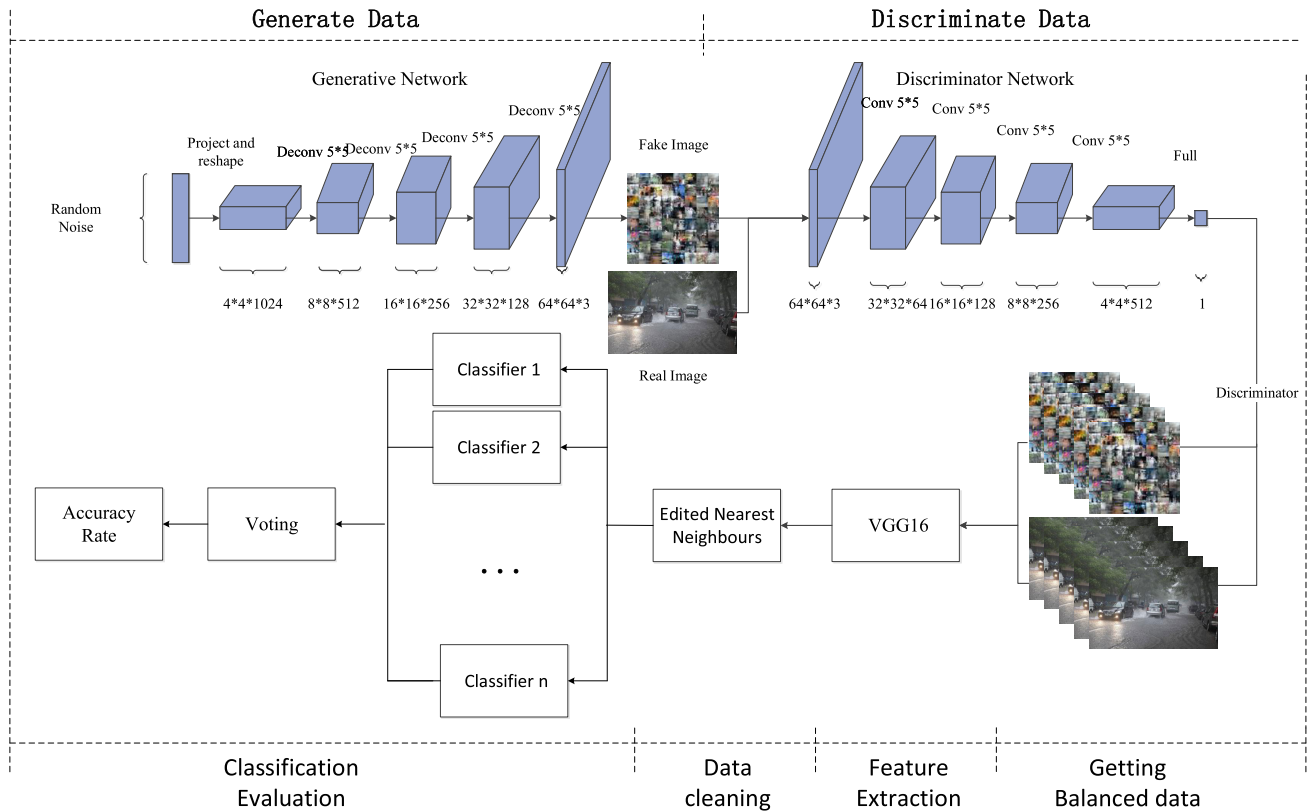 Generate Data
Discriminate Data
Generative Network
Discriminator Network
Project and
reshape
Deconv 5*5
Deconv 5*5
Deconv 5*5
Deconv 5*5
Fake Image
Conv 5*5
Conv 5*5
Conv 5*5
Conv 5*5
Full
Random
Noise
4*4*1024
8*8*512
16*16*256
32*32*128
64*64*3
64*64*3
32*32*64
16*16*128
8*8*256
4*4*512
1
Real Image
Discriminator
Classifier 1
Classifier 2
...
Classifier n
Accuracy
Rate
Voting
Edited Nearest
Neighbours
VGG16
Classification
Evaluation
Data
cleaning
Feature
Extraction
Getting
Balanced data